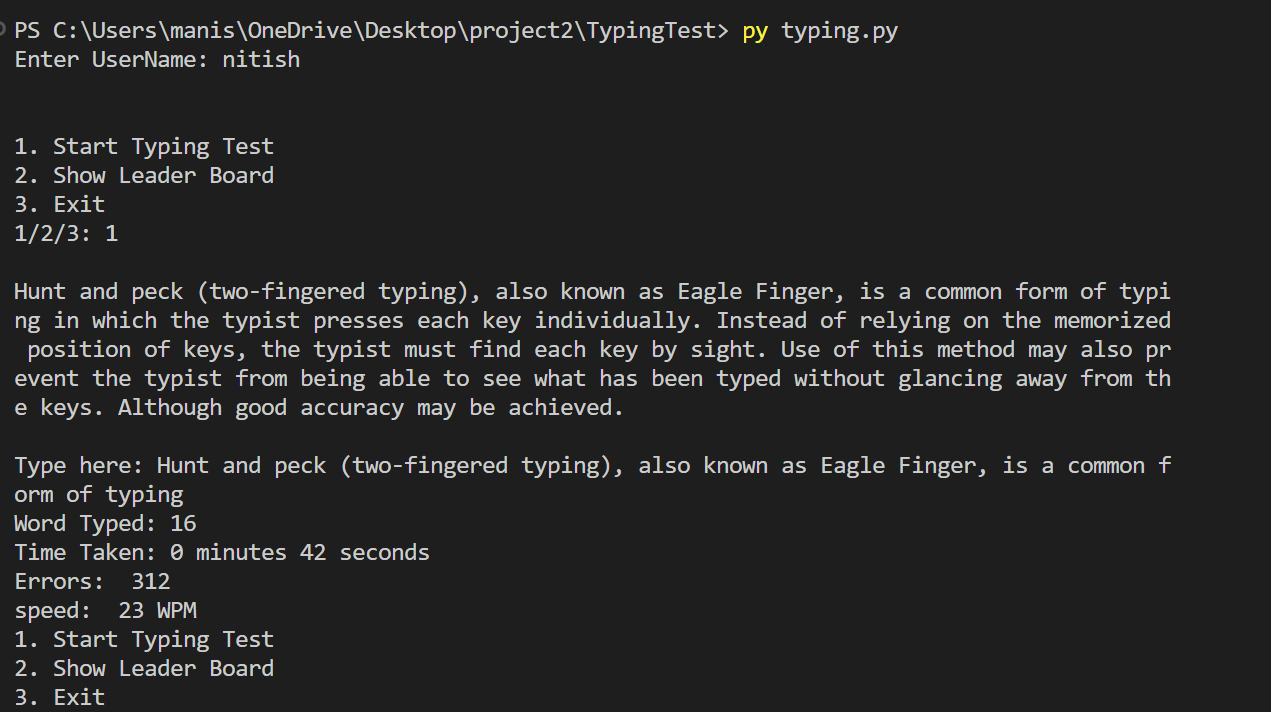 PS C:\Users\manis\OneDrive\Desktop\project2\TypingTest> py typing.py
Enter UserName: nitish
1. Start Typing Test
2. Show Leader Board
3. Exit
1/2/3: 1
Hunt and peck (two-fingered typing), also known as Eagle Finger, is a common form of typi
ng in which the typist presses each key individually. Instead of relying on the memorized
 position of keys, the typist must find each key by sight. Use of this method may also pr
event the typist from being able to see what has been typed without glancing away from th
e keys. Although good accuracy may be achieved.
Type here: Hunt and peck (two-fingered typing), also known as Eagle Finger, is a common f
orm of typing
Word Typed: 16
Time Taken: 0 minutes 42 seconds
Errors:  312
speed:  23 WPM
1. Start Typing Test
2. Show Leader Board
3. Exit